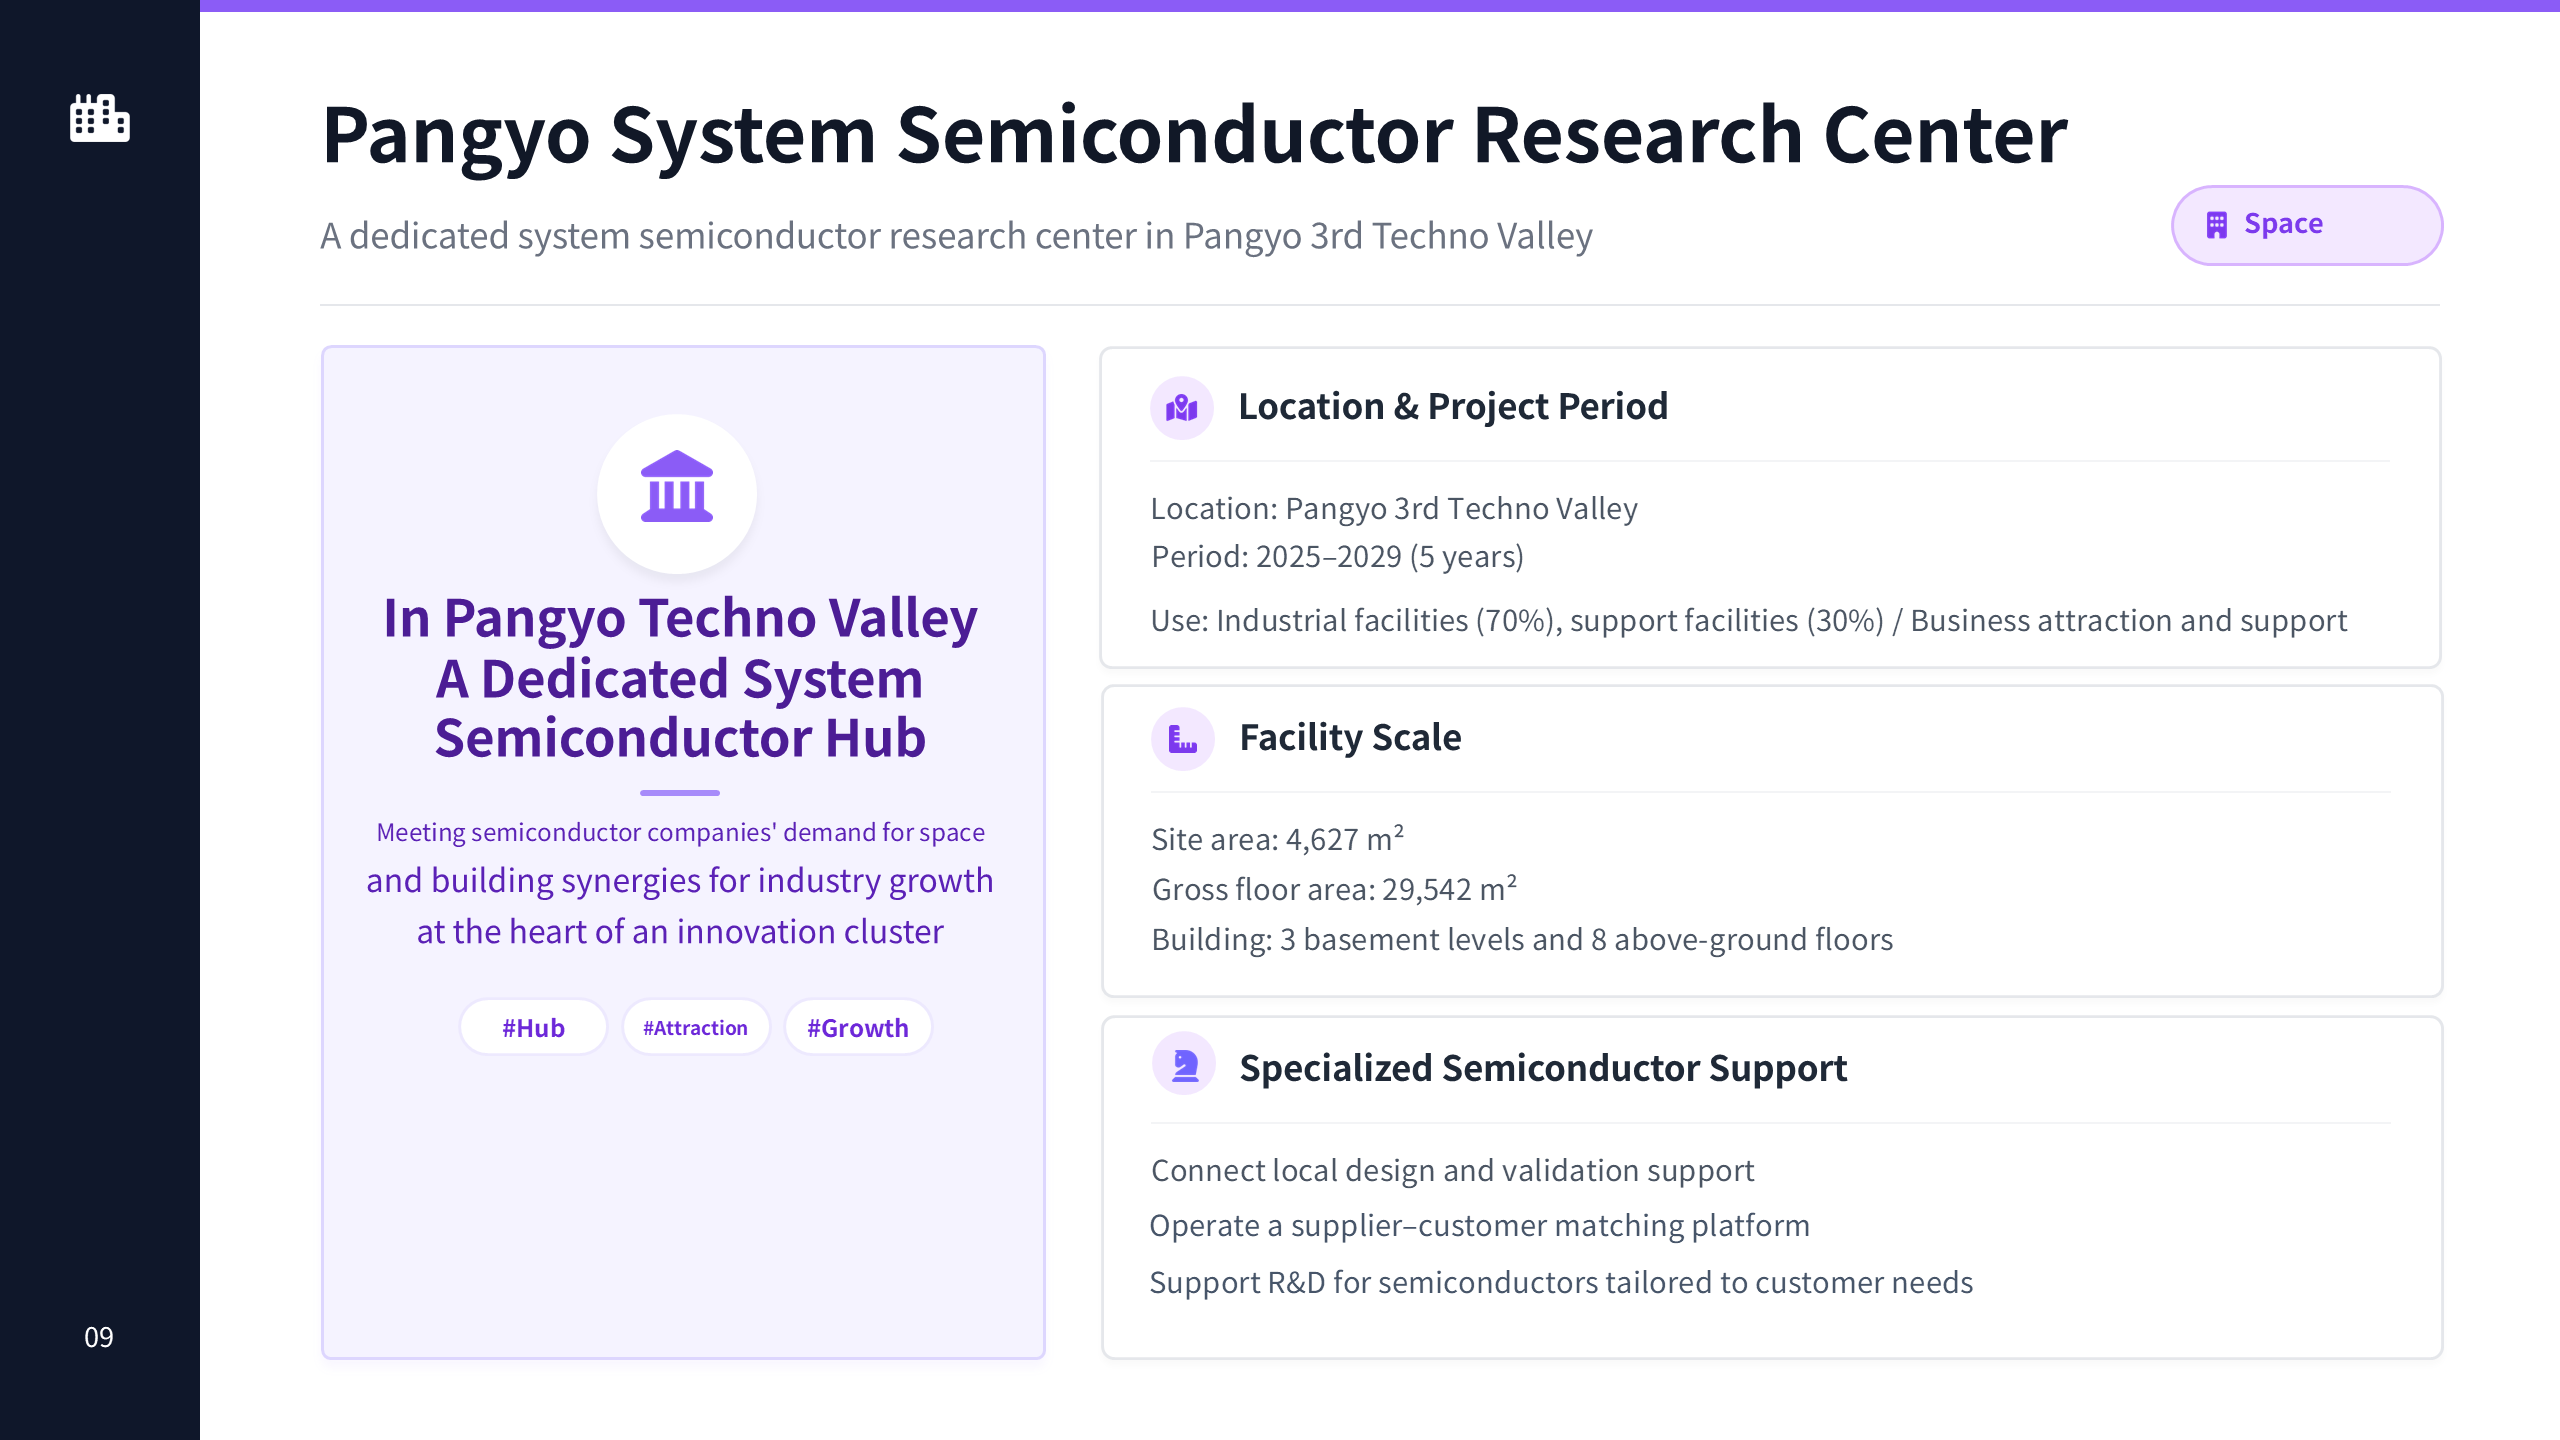 Pangyo System Semiconductor Research Center
A dedicated system semiconductor research center in Pangyo 3rd Techno Valley
Space
In Pangyo Techno Valley
A Dedicated System
Semiconductor Hub
Meeting semiconductor companies' demand for space
and building synergies for industry growth
at the heart of an innovation cluster
#Hub
#Attraction
#Growth
Location & Project Period
Location: Pangyo 3rd Techno Valley
Period: 2025–2029 (5 years)
Use: Industrial facilities (70%), support facilities (30%) / Business attraction and support
Facility Scale
Site area: 4,627 m²
Gross floor area: 29,542 m²
Building: 3 basement levels and 8 above-ground floors
Specialized Semiconductor Support
Connect local design and validation support
Operate a supplier–customer matching platform
Support R&D for semiconductors tailored to customer needs
09